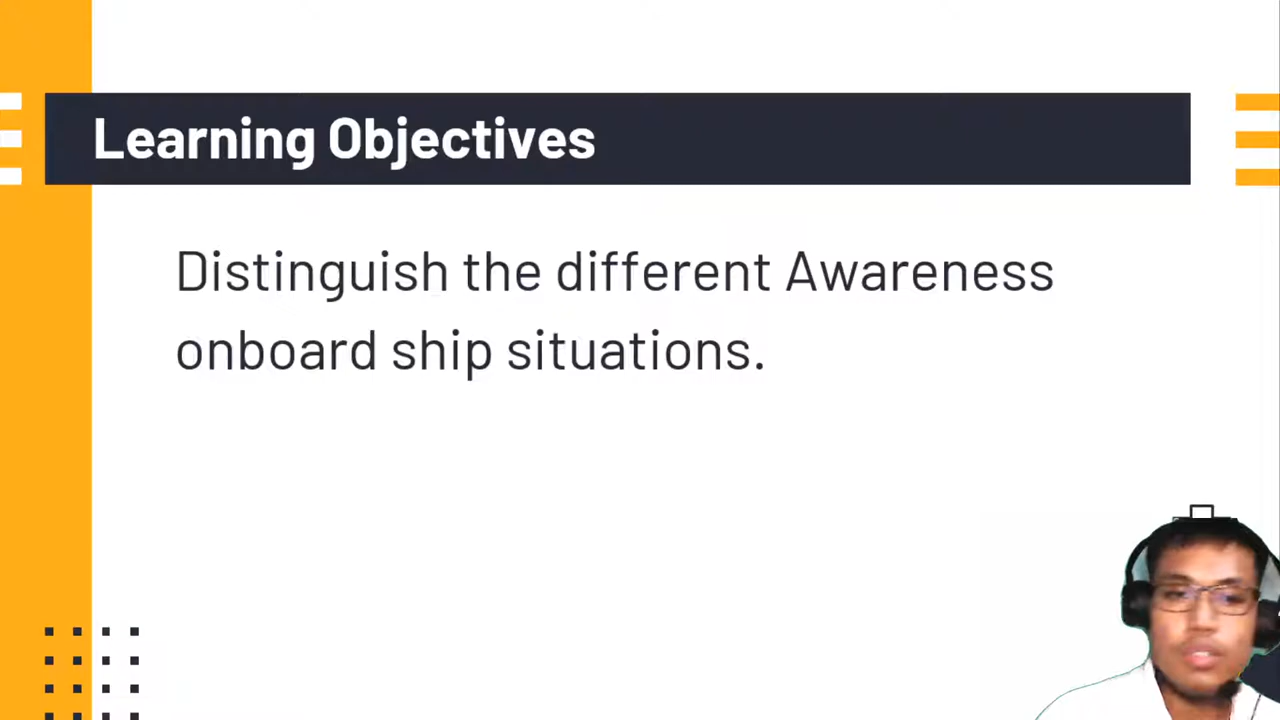 Learning Objectives
Distinguish the different Awareness
onboard ship situations.